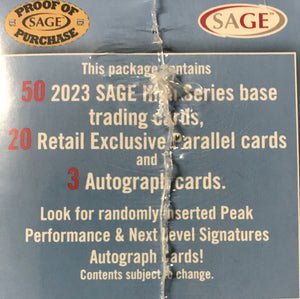 PROOF OF
SAGE
PURCHASE
SAGE
This package contains
50 2023 SAGE Series base
trading cards,
20 Retail Exclusive Parallel cards
and
3 Autograph cards.
Look for randomly inserted Peak
Performance & Next Level Signatures
Autograph Cards!
Contents subject to change.